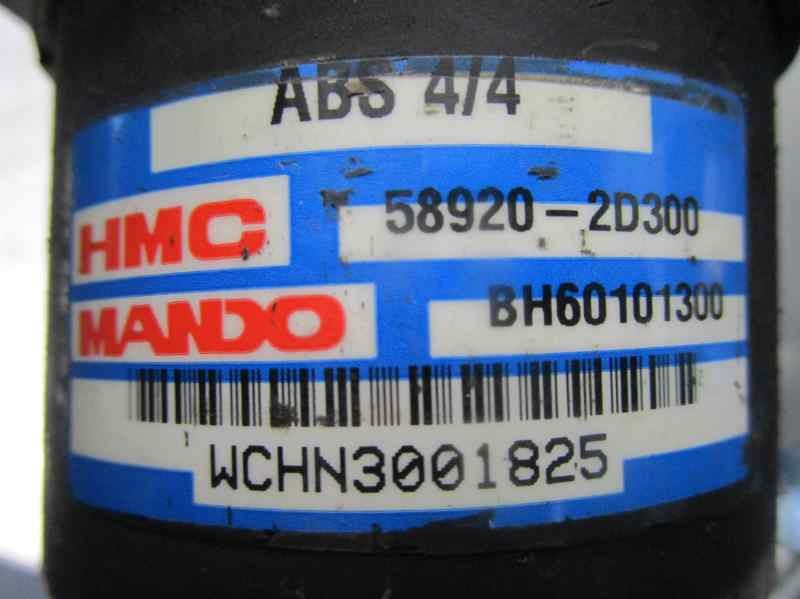 ABS 4/4
HMC 58920-2D300
MANDO BH60101300
WCHN3001825